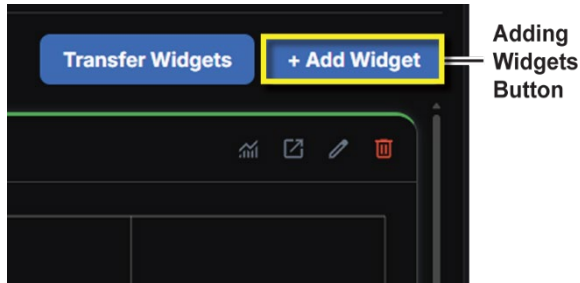 Transfer Widgets
+ Add Widget
Adding
Widgets
Button